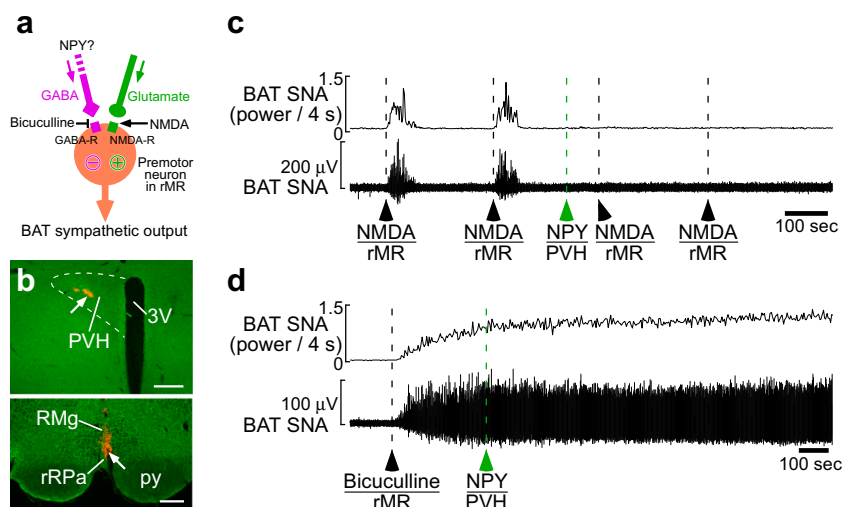 a
NPY?
GABA
Glutamate
Bicuculline
NMDA
GABA-R
NMDA-R
−
+
Premotor
neuron
in rMR
BAT sympathetic output
b
PVH
3V
RMg
rRPa
py
c
1.5
BAT SNA
(power / 4 s)
0
200 µV
BAT SNA
NMDA
rMR
NMDA
rMR
NPY
PVH
NMDA
rMR
NMDA
rMR
100 sec
d
1.5
BAT SNA
(power / 4 s)
0
100 µV
BAT SNA
Bicuculline
rMR
NPY
PVH
100 sec